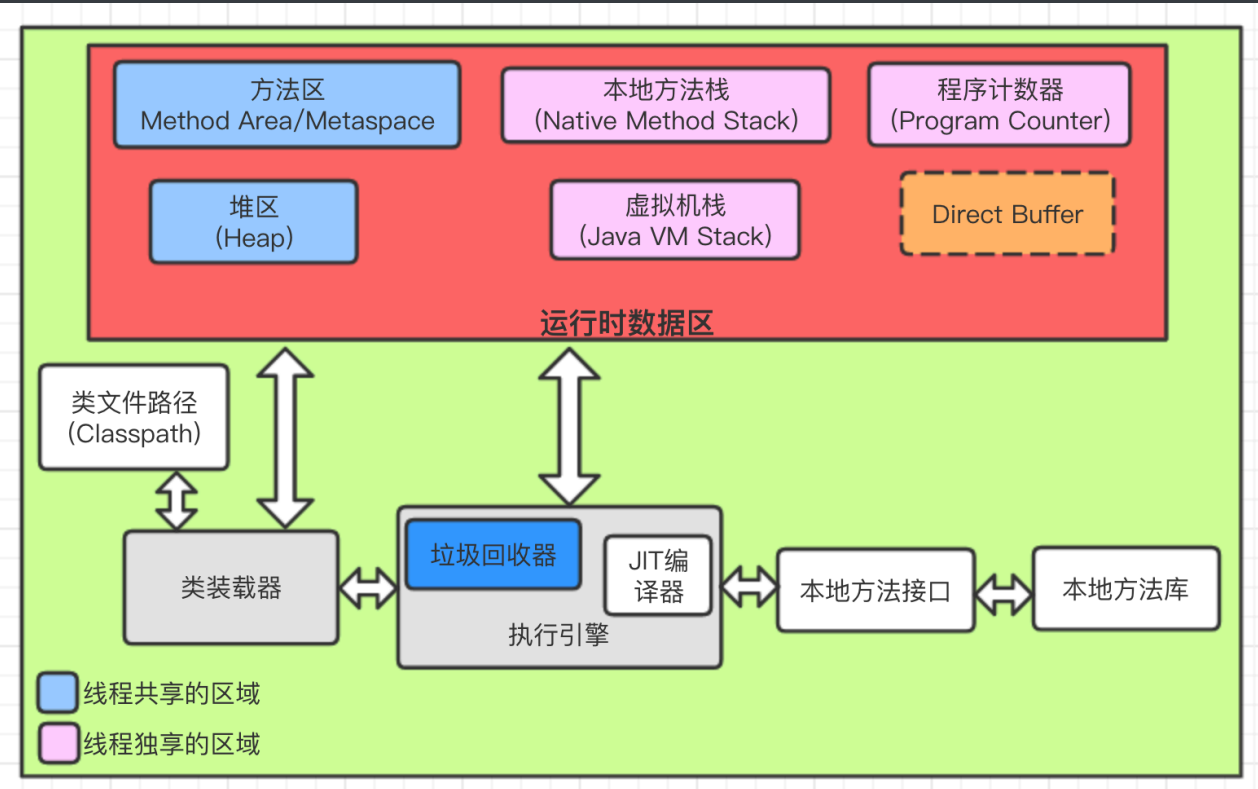 方法区
Method Area/Metaspace
本地方法栈
(Native Method Stack)
程序计数器
(Program Counter)
堆区
(Heap)
虚拟机栈
(Java VM Stack)
Direct Buffer
运行时数据区
类文件路径
(Classpath)
类装载器
垃圾回收器
JIT编
译器
执行引擎
本地方法接口
本地方法库
线程共享的区域
线程独享的区域